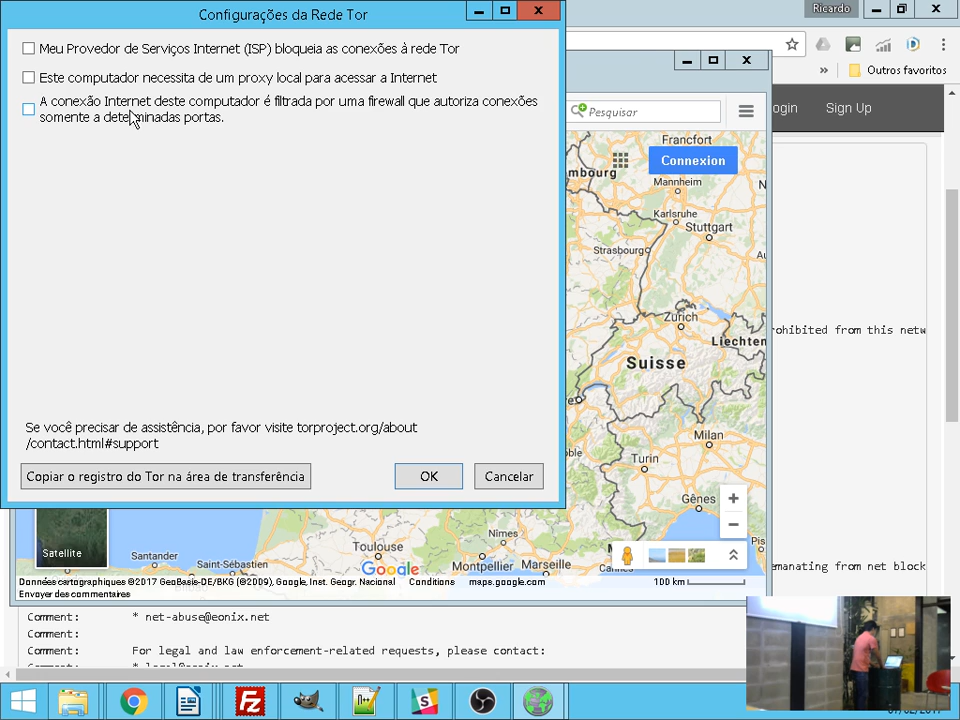 Configurações da Rede Tor
Meu Provedor de Serviços Internet (ISP) bloqueia as conexões à rede Tor
Este computador necessita de um proxy local para acessar a Internet
A conexão Internet deste computador é filtrada por uma firewall que autoriza conexões
somente a determinadas portas.
Se você precisar de assistência, por favor visite torproject.org/about
/contact.html#support
Copiar o registro do Tor na área de transferência
OK
Cancelar
Ricardo
Outros favoritos
Pesquisar
Sign Up
Connexion
Francfort
Mannheim
Karlsruhe
Stuttgart
Strasbourg
Zurich
Suisse
Milan
Turin
Gênes
Satellite
Santander
Saint-Sébastien
Toulouse
Nîmes
Montpellier
Marseille
Google
Données cartographiques ©2017 GeoBasis-DE/BKG (©2009), Google, Inst. Geogr. Nacional
Conditions
maps.google.com
100 km
Envoyer des commentaires
from this
from net block
Comment: * net-abuse@eonix.net
Comment:
Comment: For legal and law enforcement-related requests, please contact: